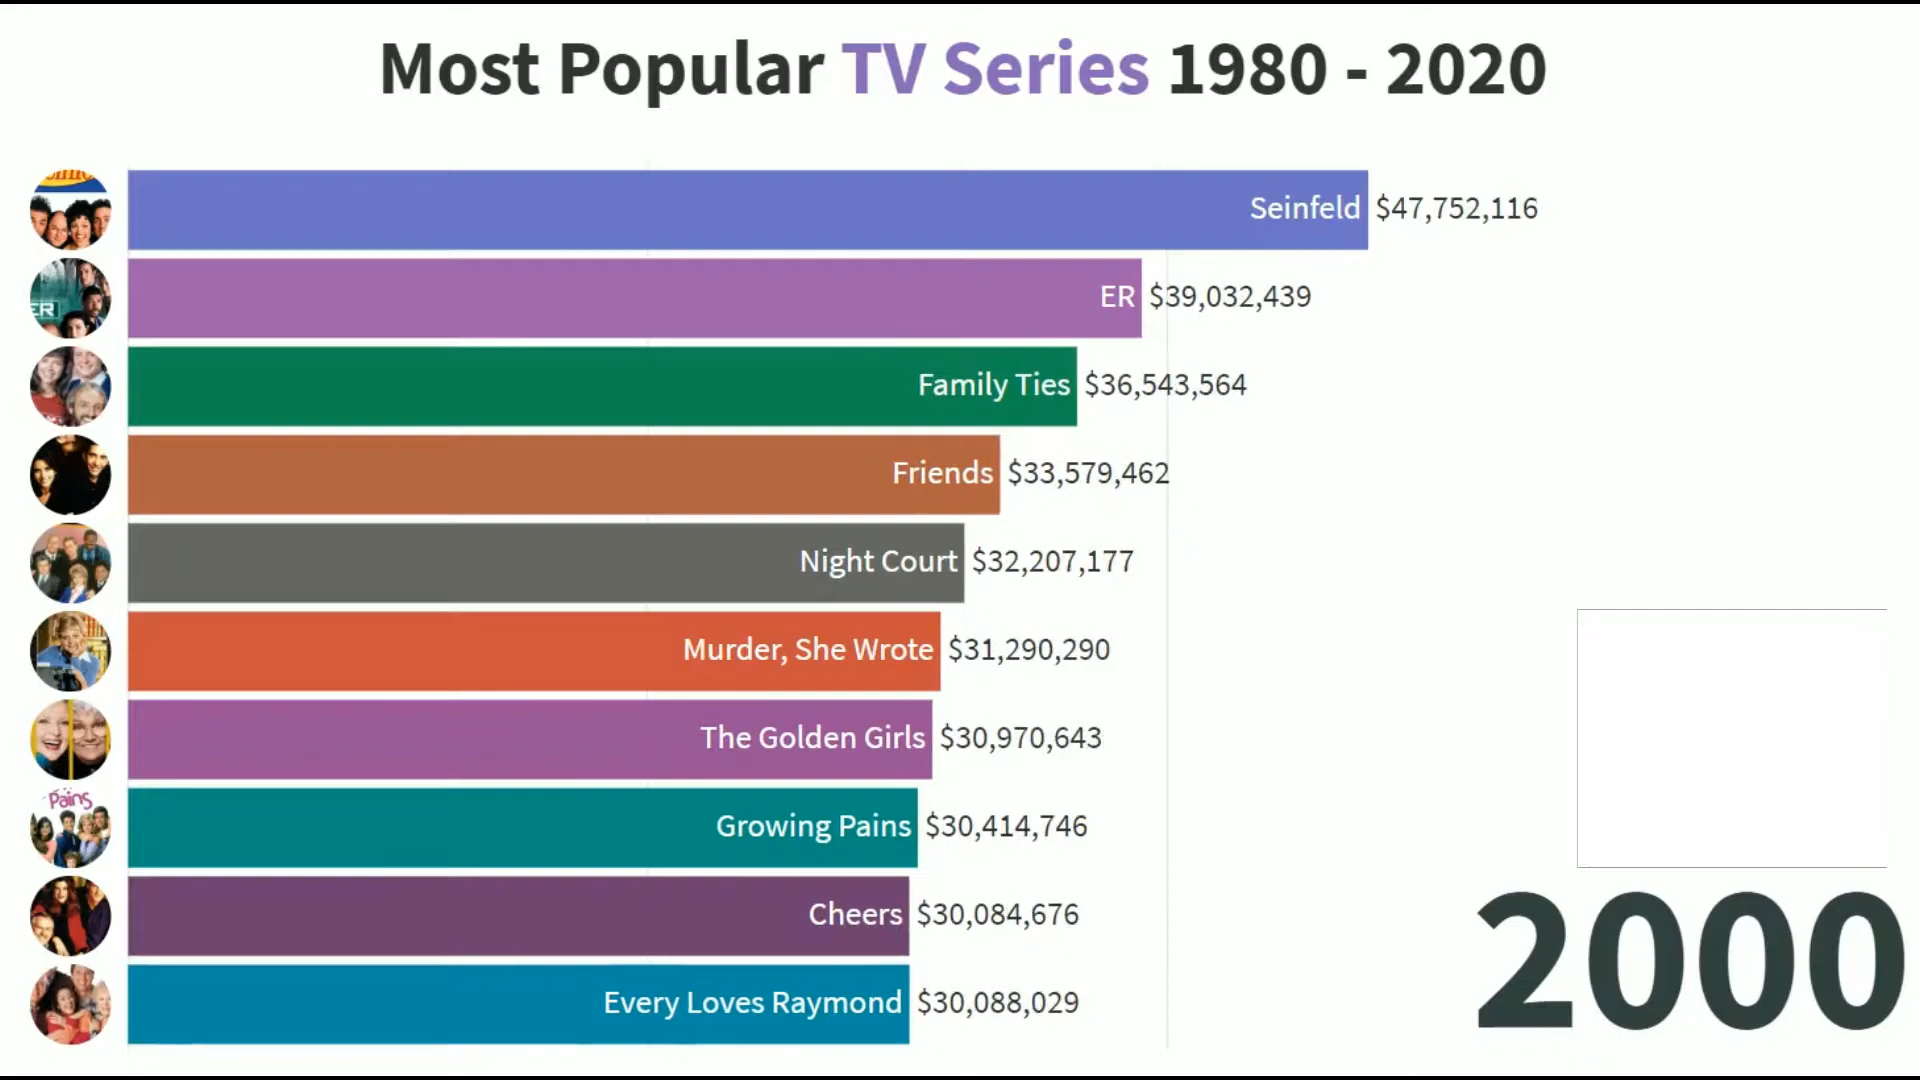 Most Popular TV Series 1980 - 2020
Seinfeld $47,752,116
ER ER $39,032,439
Family Ties $36,543,564
Friends $33,579,462
Night Court $32,207,177
Murder, She Wrote $31,290,290
The Golden Girls $30,970,643
Pains Growing Pains $30,414,746
Cheers $30,084,676
Every Loves Raymond $30,088,029
2000